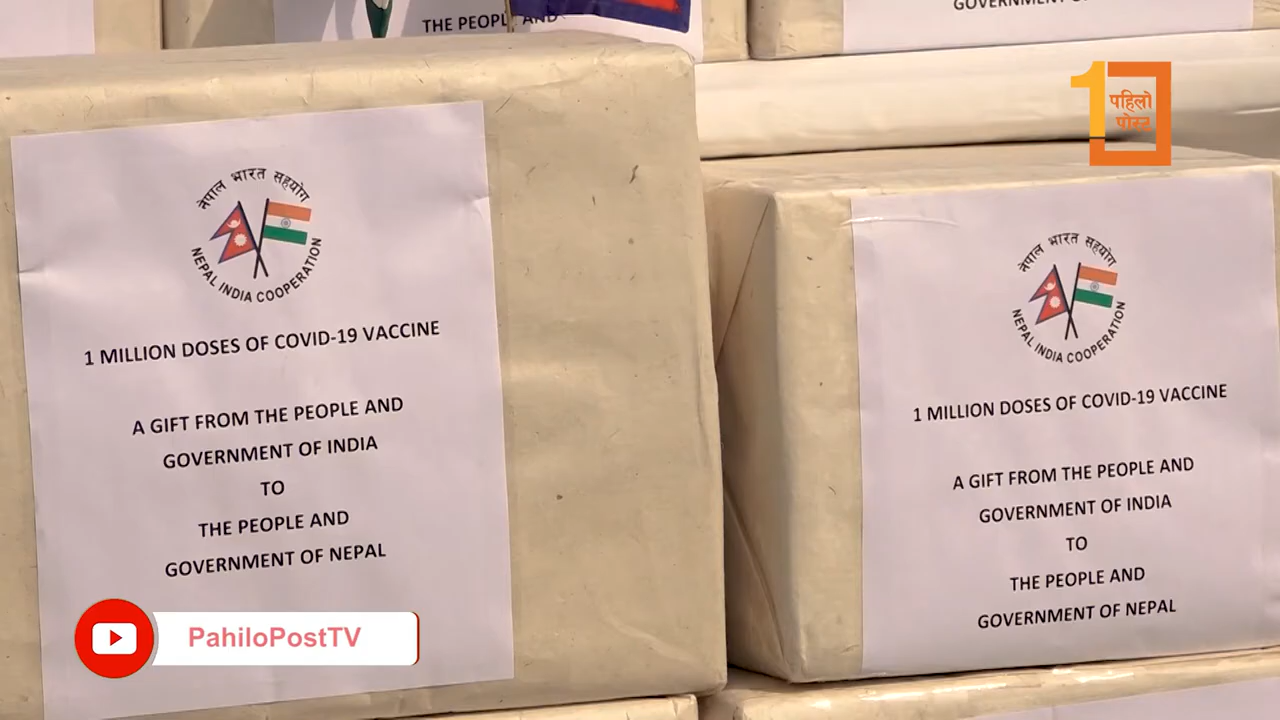 THE PEOPLE AND
GOVERNMENT
पहिलो
पोस्ट
नेपाल भारत सहयोग
NEPAL INDIA COOPERATION
1 MILLION DOSES OF COVID-19 VACCINE
A GIFT FROM THE PEOPLE AND
GOVERNMENT OF INDIA
TO
THE PEOPLE AND
GOVERNMENT OF NEPAL
नेपाल भारत सहयोग
NEPAL INDIA COOPERATION
1 MILLION DOSES OF COVID-19 VACCINE
A GIFT FROM THE PEOPLE AND
GOVERNMENT OF INDIA
TO
THE PEOPLE AND
GOVERNMENT OF NEPAL
PahiloPostTV